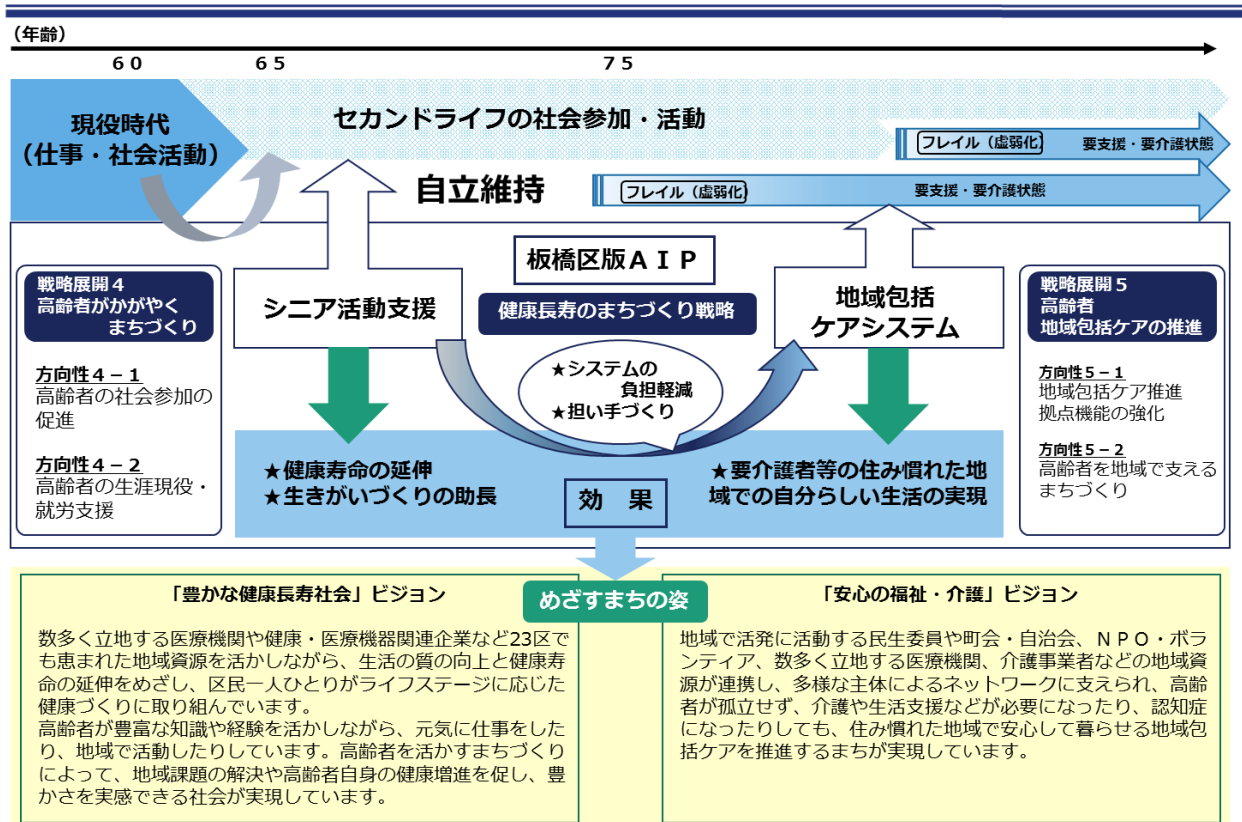 （年齢）
６０
６５
７５
現役時代
（仕事・社会活動）
セカンドライフの社会参加・活動
フレイル（虚弱化）
要支援・要介護状態
自立維持
フレイル（虚弱化）
要支援・要介護状態
板橋区版ＡＩＰ
健康長寿のまちづくり戦略
戦略展開４
高齢者がかがやく
まちづくり
方向性４－１
高齢者の社会参加の
促進
方向性４－２
高齢者の生涯現役・
就労支援
シニア活動支援
★システムの
負担軽減
★担い手づくり
地域包括
ケアシステム
戦略展開５
高齢者
地域包括ケアの推進
方向性５－１
地域包括ケア推進
拠点機能の強化
方向性５－２
高齢者を地域で支える
まちづくり
★健康寿命の延伸
★生きがいづくりの助長
効　果
★要介護者等の住み慣れた地
域での自分らしい生活の実現
めざすまちの姿
「豊かな健康長寿社会」ビジョン
数多く立地する医療機関や健康・医療機器関連企業など23区で
も恵まれた地域資源を活かしながら、生活の質の向上と健康寿
命の延伸をめざし、区民一人ひとりがライフステージに応じた
健康づくりに取り組んでいます。
高齢者が豊富な知識や経験を活かしながら、元気に仕事をした
り、地域で活動したりしています。高齢者を活かすまちづくり
によって、地域課題の解決や高齢者自身の健康増進を促し、豊
かさを実感できる社会が実現しています。
「安心の福祉・介護」ビジョン
地域で活発に活動する民生委員や町会・自治会、ＮＰＯ・ボラ
ンティア、数多く立地する医療機関、介護事業者などの地域資
源が連携し、多様な主体によるネットワークに支えられ、高齢
者が孤立せず、介護や生活支援などが必要になったり、認知症
になったりしても、住み慣れた地域で安心して暮らせる地域包
括ケアを推進するまちが実現しています。